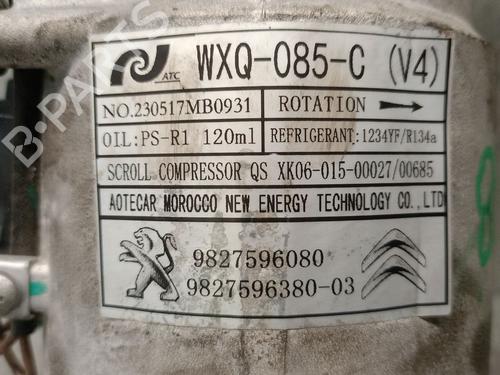 ATC WXQ-085-C (V4)
NO.230517MB0931 ROTATION
OIL:PS-R1 120ml REFRIGERANT:1234YF/R134a
SCROLL COMPRESSOR QS XK06-015-00027/00685
AOTECAR MOROCCO NEW ENERGY TECHNOLOGY CO.,LTD
9827596080
9827596380-03
B-PARTS
8